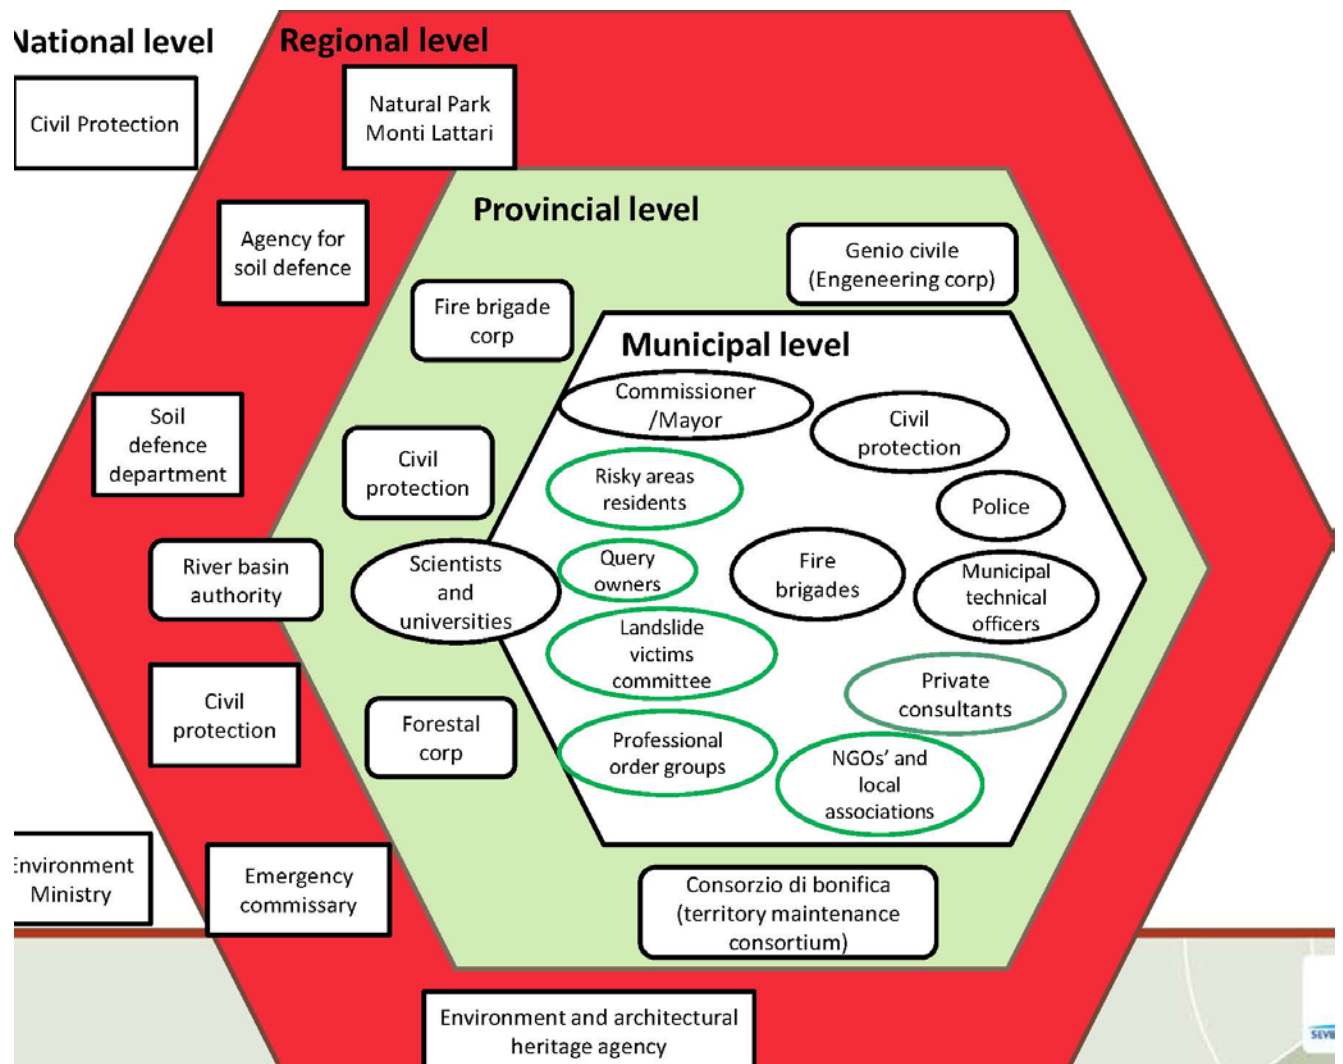 National level
Regional level
Civil Protection
Natural Park
Monti Lattari
Provincial level
Agency for
soil defence
Genio civile
(Engeneering corp)
Fire brigade
corp
Municipal level
Commissioner
/Mayor
Civil
protection
Soil
defence
department
Civil
protection
Risky areas
residents
Police
River basin
authority
Scientists
and
universities
Query
owners
Fire
brigades
Municipal
technical
officers
Landslide
victims
committee
Civil
protection
Private
consultants
Forestal
corp
Professional
order groups
NGOs’ and
local
associations
Environment
Ministry
Emergency
commissary
Consorzio di bonifica
(territory maintenance
consortium)
Environment and architectural
heritage agency